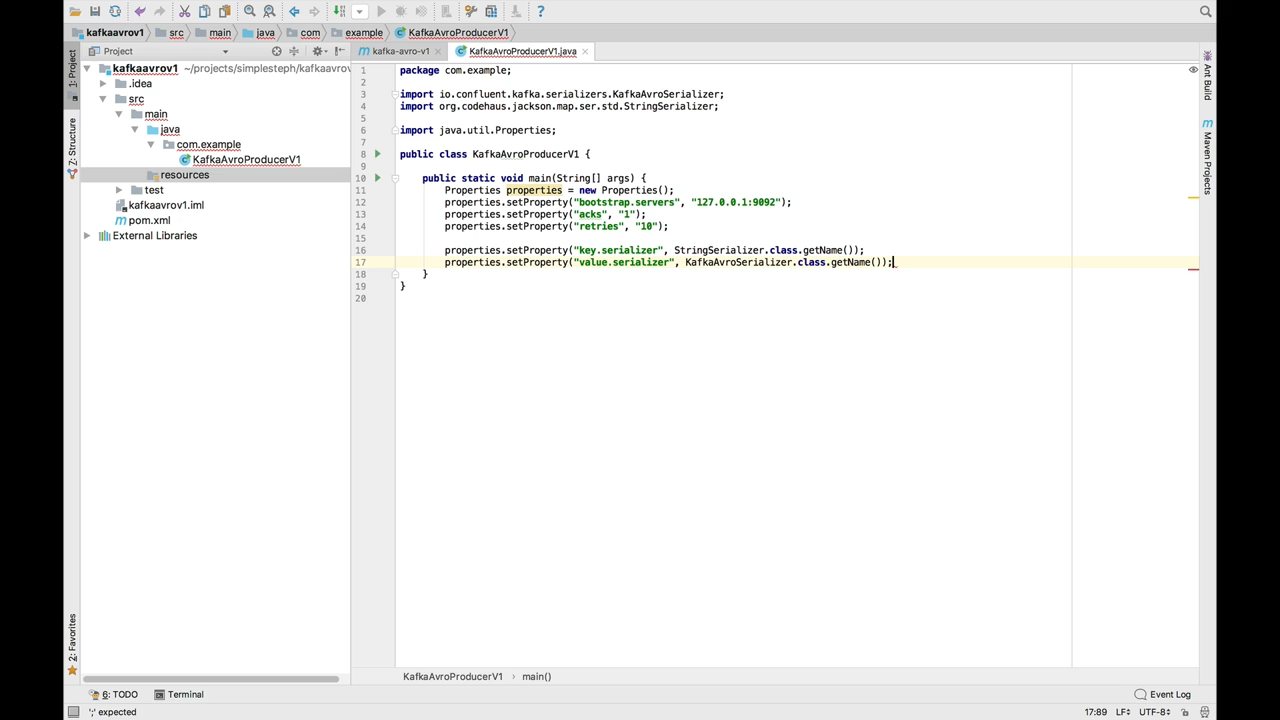 kafkaavrov1 src main java com example KafkaAvroProducerV1
Project
kafka-avro-v1
KafkaAvroProducerV1.java
1: Project
Z: Structure
2: Favorites
kafkaavrov1 ~/projects/simplesteph/kafkaavrov
.idea
src
main
java
com.example
KafkaAvroProducerV1
resources
test
kafkaavrov1.iml
pom.xml
External Libraries
1 package com.example;
2
3 import io.confluent.kafka.serializers.KafkaAvroSerializer;
4 import org.codehaus.jackson.map.ser.std.StringSerializer;
5
6 import java.util.Properties;
7
8 public class KafkaAvroProducerV1 {
9
10 public static void main(String[] args) {
11 Properties properties = new Properties();
12 properties.setProperty("bootstrap.servers", "127.0.0.1:9092");
13 properties.setProperty("acks", "1");
14 properties.setProperty("retries", "10");
15
16 properties.setProperty("key.serializer", StringSerializer.class.getName());
17 properties.setProperty("value.serializer", KafkaAvroSerializer.class.getName());
18 }
19 }
20
Ant Build
Maven Projects
KafkaAvroProducerV1 › main()
6: TODO
Terminal
Event Log
';' expected
17:89 LF UTF-8